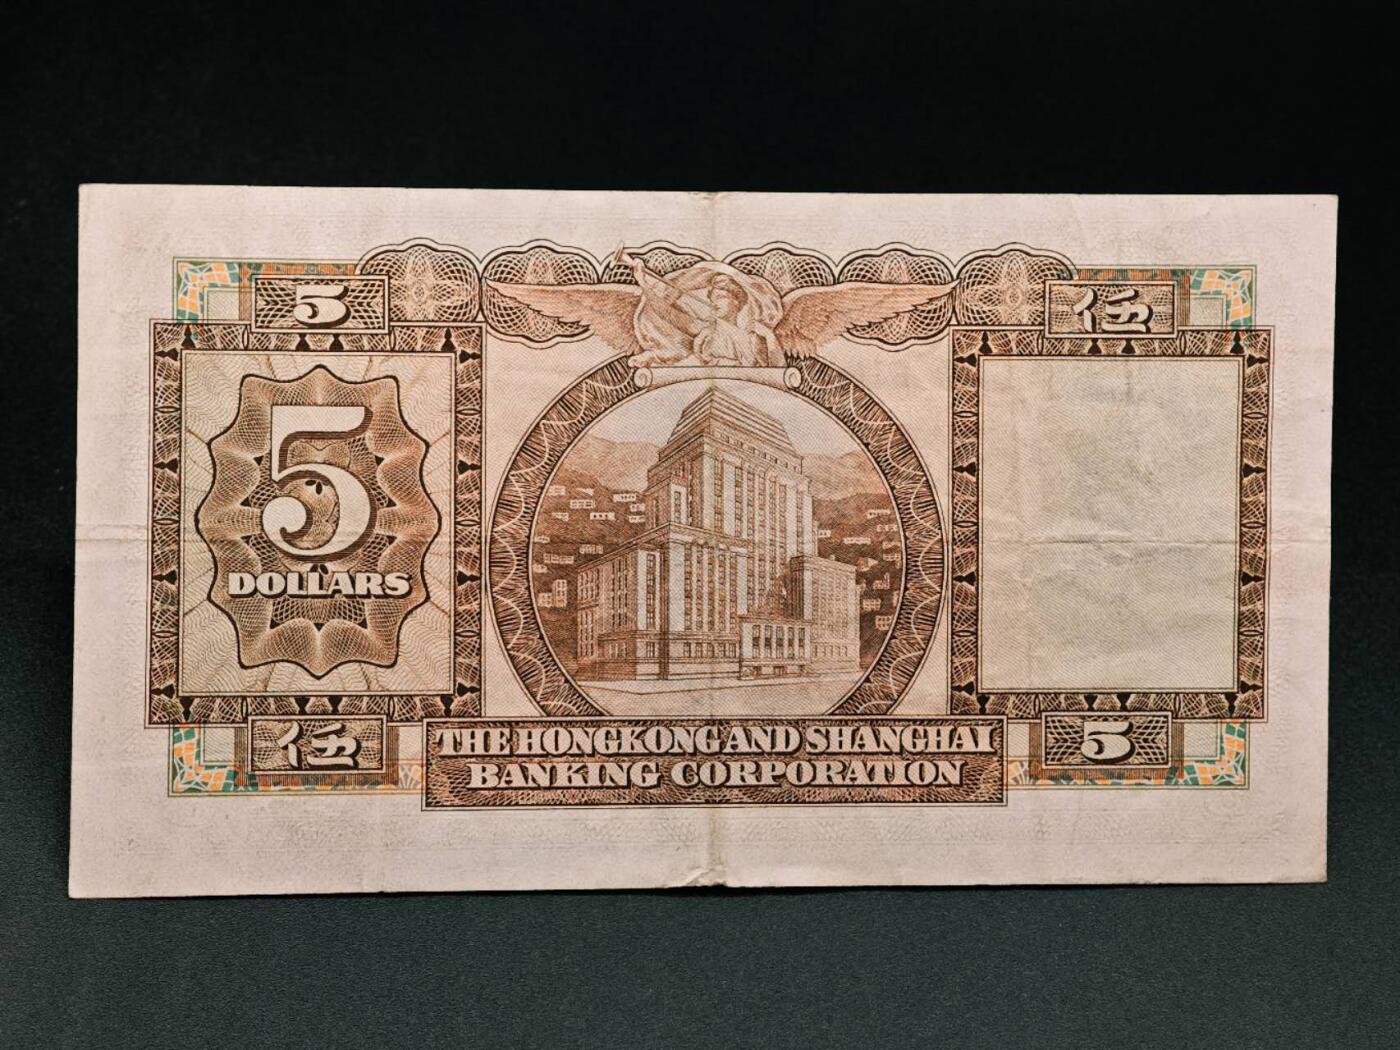 5
伍
5
DOLLARS
伍
5
THE HONGKONG AND SHANGHAI
BANKING CORPORATION